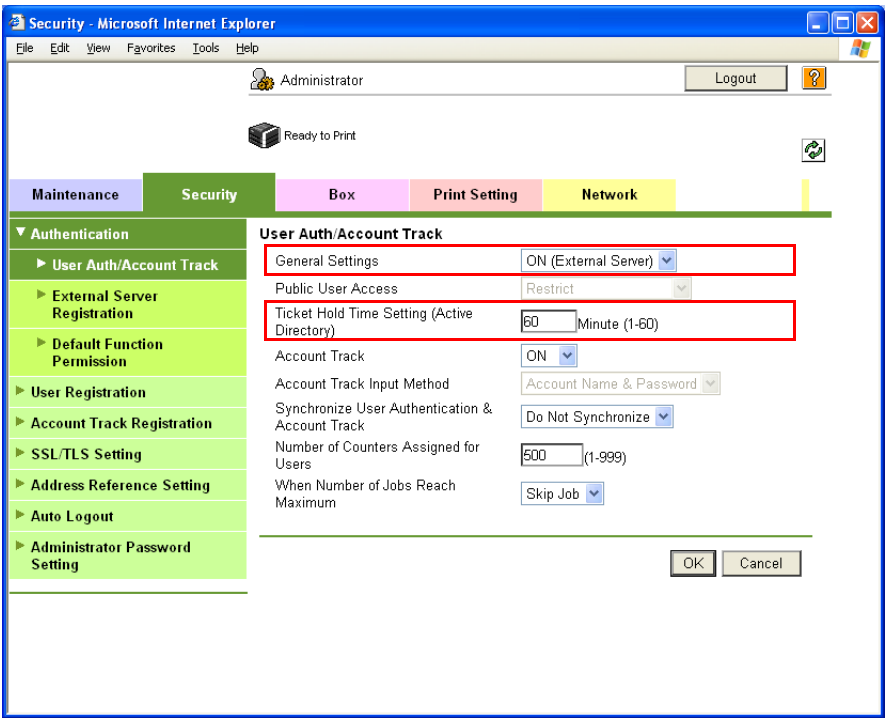 Security - Microsoft Internet Explorer
File Edit View Favorites Tools Help
Administrator
Logout
?
Ready to Print
Maintenance Security Box Print Setting Network
Authentication
User Auth/Account Track
External Server
Registration
Default Function
Permission
User Registration
Account Track Registration
SSL/TLS Setting
Address Reference Setting
Auto Logout
Administrator Password
Setting
User Auth/Account Track
General Settings ON (External Server)
Public User Access Restrict
Ticket Hold Time Setting (Active
Directory) 60 Minute (1-60)
Account Track ON
Account Track Input Method Account Name & Password
Synchronize User Authentication &
Account Track Do Not Synchronize
Number of Counters Assigned for
Users 500 (1-999)
When Number of Jobs Reach
Maximum Skip Job
OK Cancel